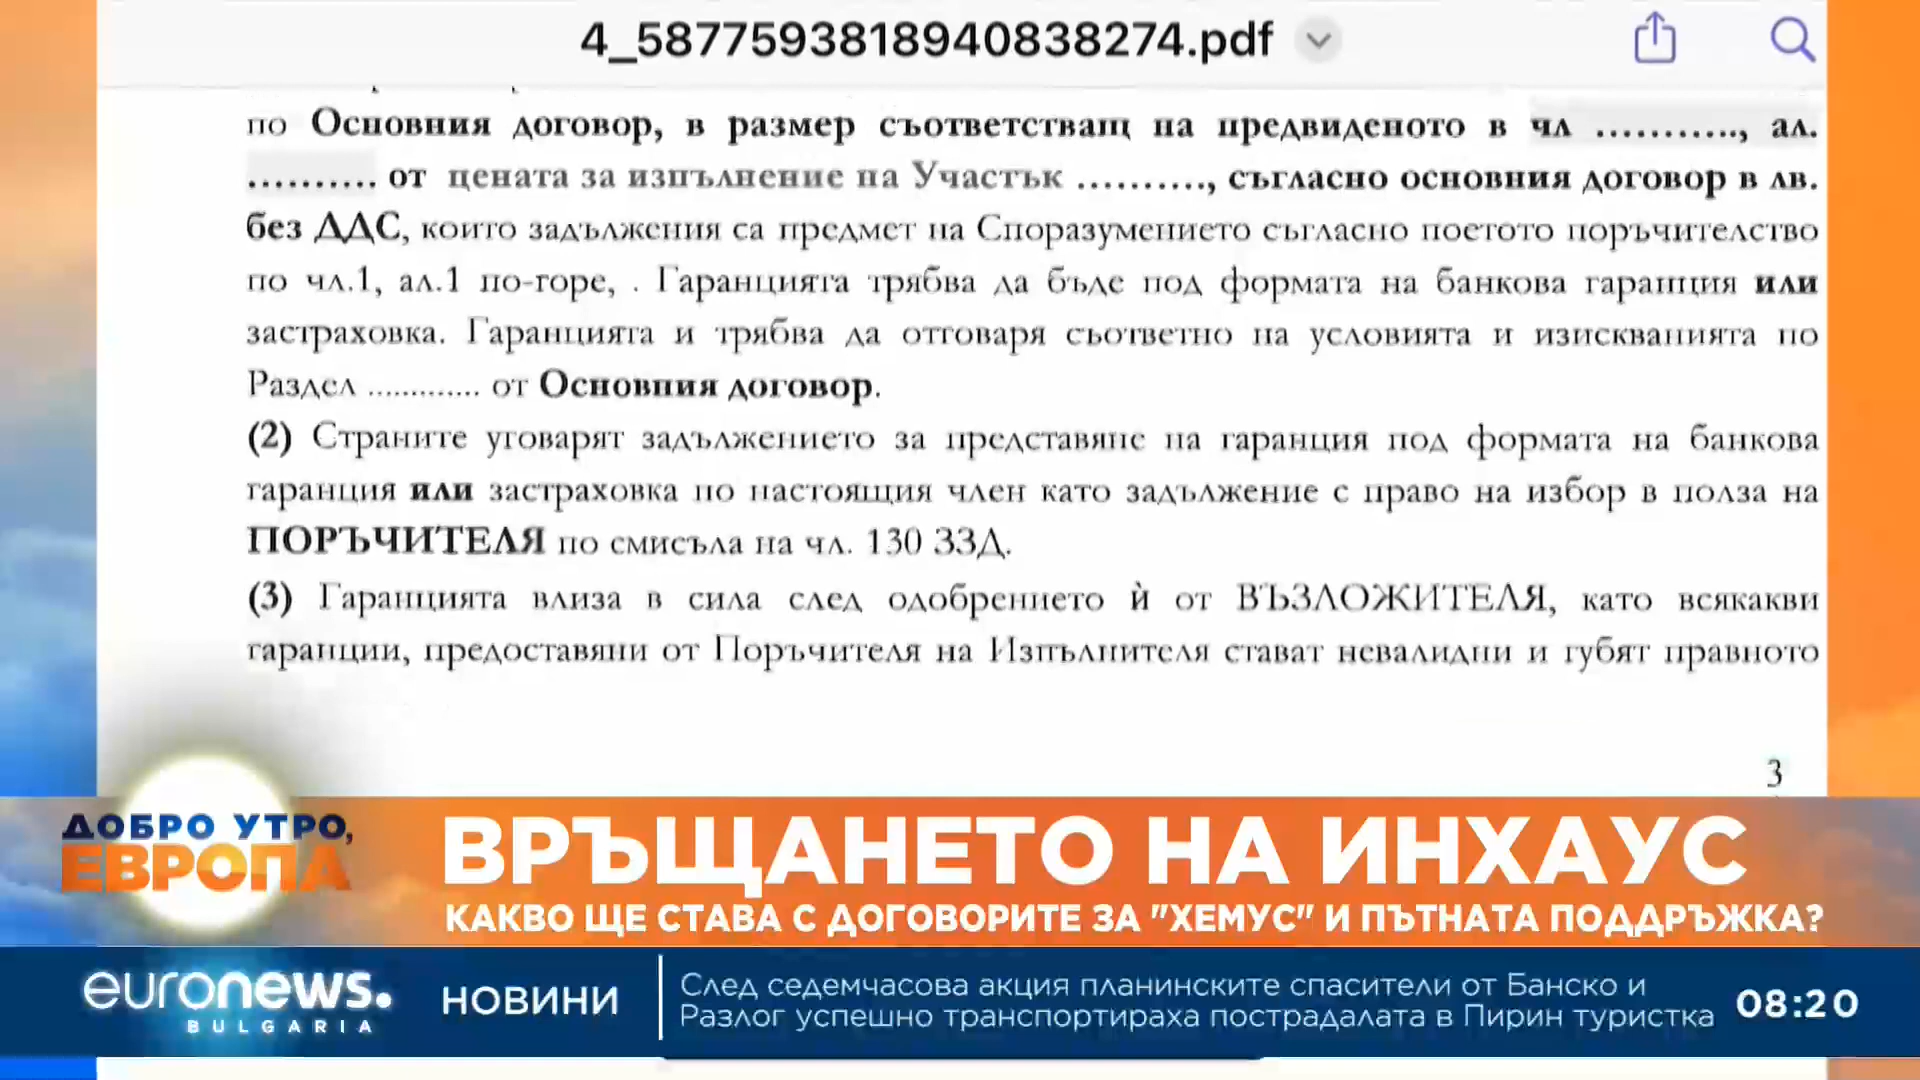 4_5877593818940838274.pdf
по Основния договор, в размер съответстващ на предвиденото в чл ..........., ал.
.......... от цената за изпълнение на Участък .........., съгласно основния договор в лв.
без ДДС, които задължения са предмет на Споразумението съгласно поетото поръчителство
по чл.1, ал.1 по-горе, . Гаранцията трябва да бъде под формата на банкова гаранция или
застраховка. Гаранцията и трябва да отговаря съответно на условията и изискванията по
Раздел ............ от Основния договор.
(2) Страните уговарят задължението за представяне на гаранция под формата на банкова
гаранция или застраховка по настоящия член като задължение с право на избор в полза на
ПОРЪЧИТЕЛЯ по смисъла на чл. 130 ЗЗД.
(3) Гаранцията влиза в сила след одобрението ѝ от ВЪЗЛОЖИТЕЛЯ, като всякакви
гаранции, предоставяни от Поръчителя на Изпълнителя стават невалидни и губят правното
3
ДОБРО УТРО,
ЕВРОПА
ВРЪЩАНЕТО НА ИНХАУС
КАКВО ЩЕ СТАВА С ДОГОВОРИТЕ ЗА "ХЕМУС" И ПЪТНАТА ПОДДРЪЖКА?
euronews.
BULGARIA
НОВИНИ
След седемчасова акция планинските спасители от Банско и
Разлог успешно транспортираха пострадалата в Пирин туристка
08:20